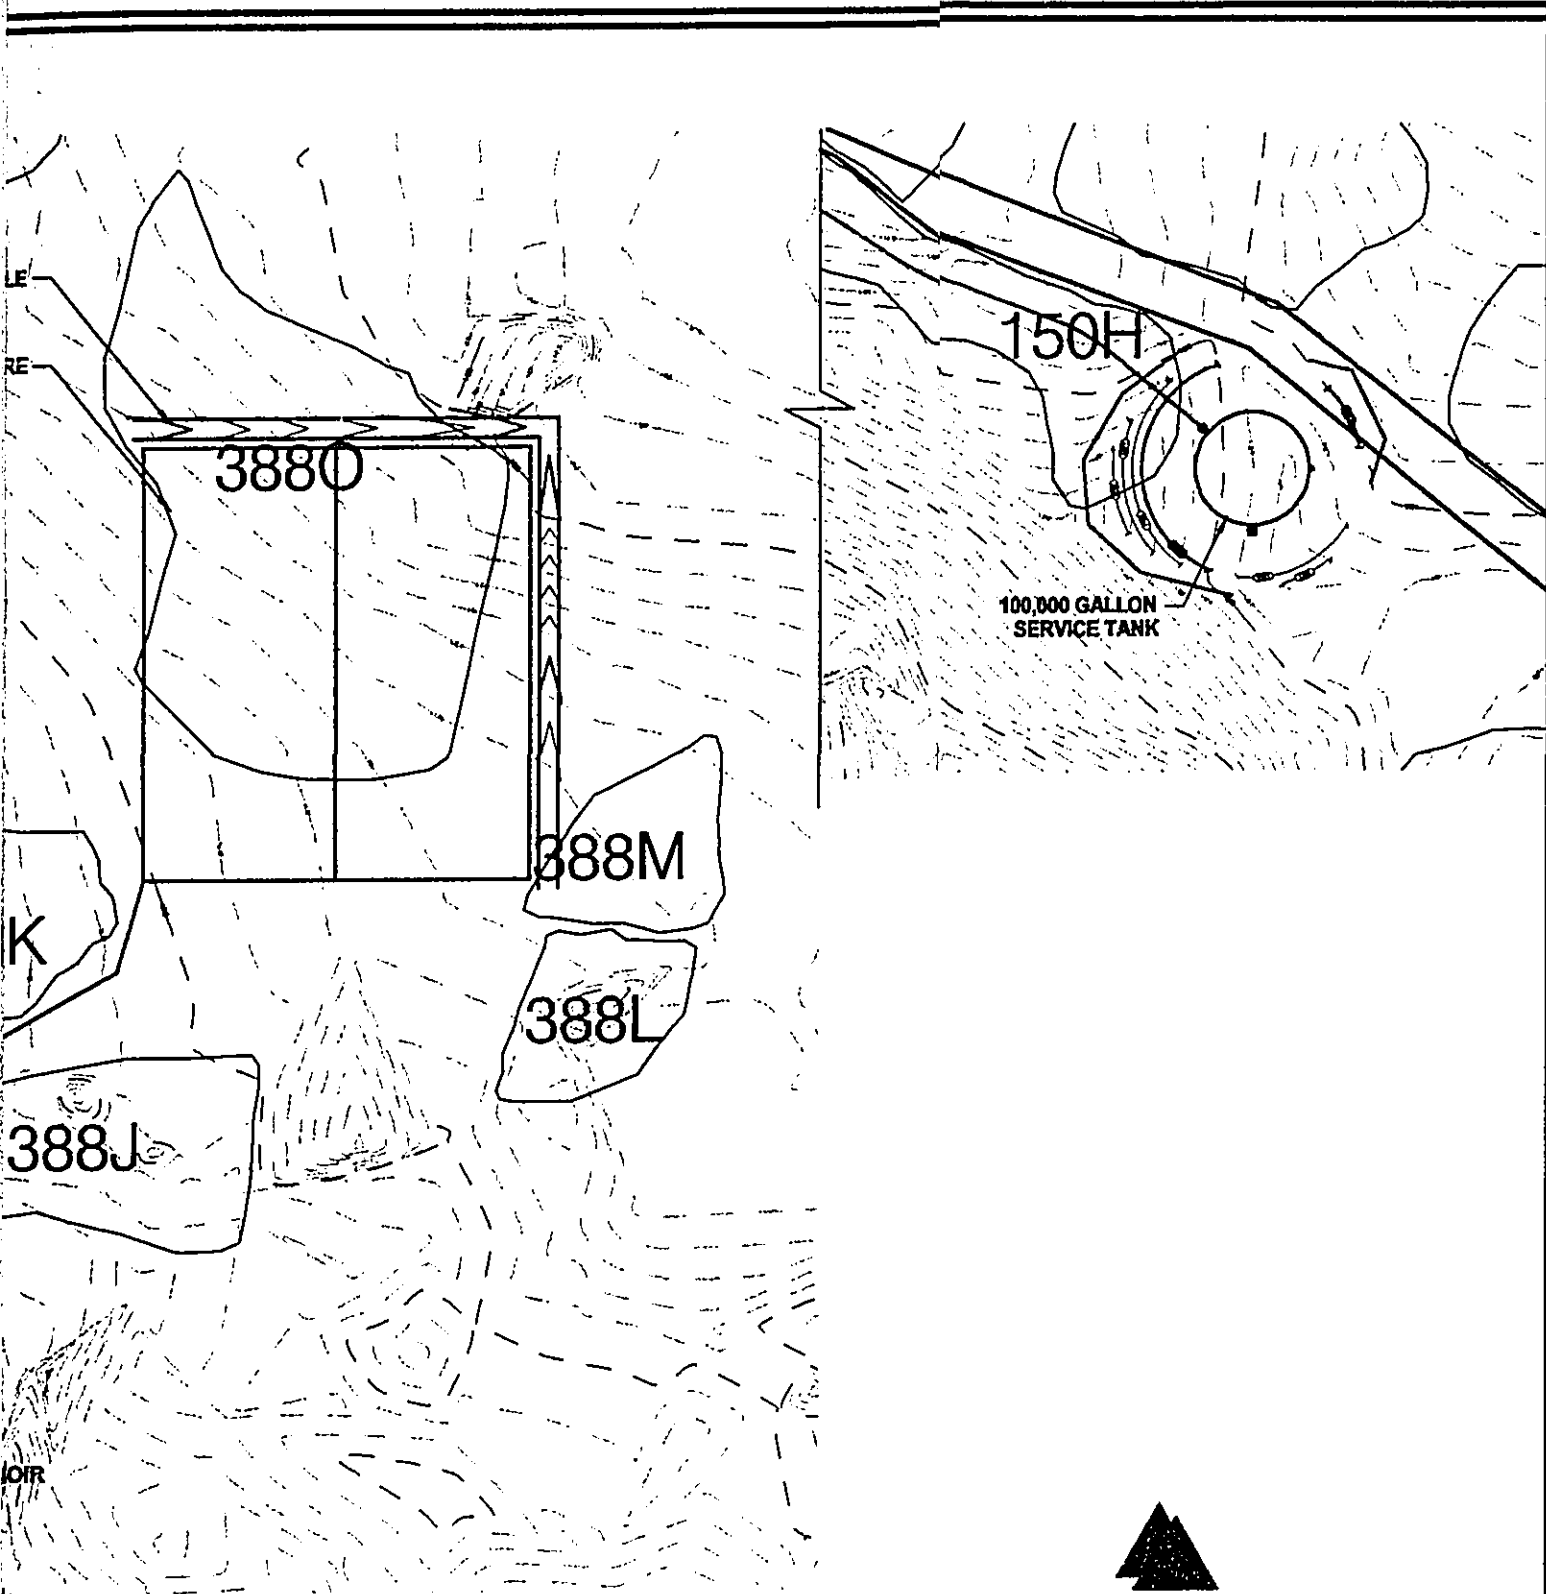 LE
RE
388O
150H
100,000 GALLON
SERVICE TANK
388M
K
388L
388J
OIR